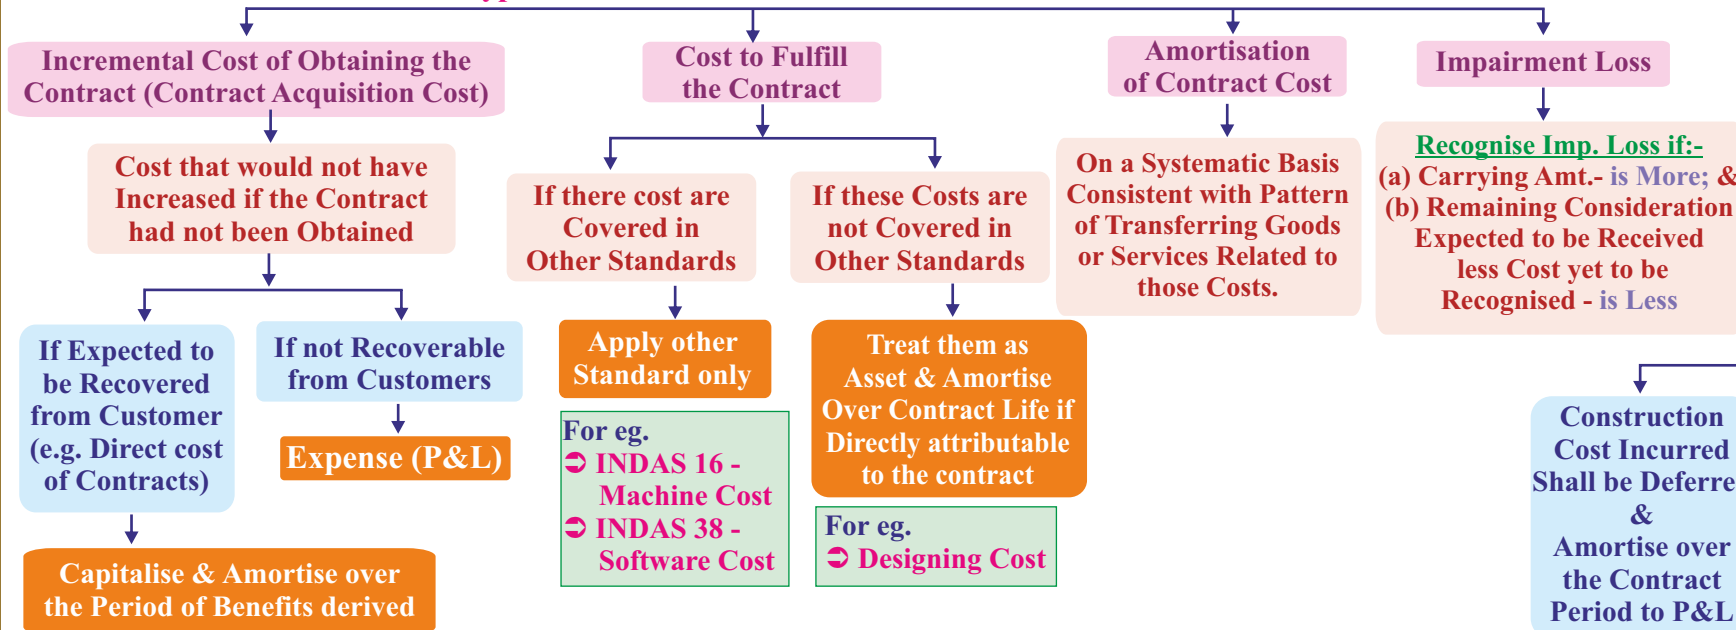 Incremental Cost of Obtaining the
Contract (Contract Acquisition Cost)
Cost that would not have
Increased if the Contract
had not been Obtained
If Expected to
be Recovered
from Customer
(e.g. Direct cost
of Contracts)
Capitalise & Amortise over
the Period of Benefits derived
If not Recoverable
from Customers
Expense (P&L)
Cost to Fulfill
the Contract
If there cost are
Covered in
Other Standards
Apply other
Standard only
For eg.
➲ INDAS 16 -
Machine Cost
➲ INDAS 38 -
Software Cost
If these Costs are
not Covered in
Other Standards
Treat them as
Asset & Amortise
Over Contract Life if
Directly attributable
to the contract
For eg.
➲ Designing Cost
Amortisation
of Contract Cost
On a Systematic Basis
Consistent with Pattern
of Transferring Goods
or Services Related to
those Costs.
Impairment Loss
Recognise Imp. Loss if:-
(a) Carrying Amt.- is More; &
(b) Remaining Consideration
Expected to be Received
less Cost yet to be
Recognised - is Less
Construction
Cost Incurred
Shall be Deferre
&
Amortise over
the Contract
Period to P&L